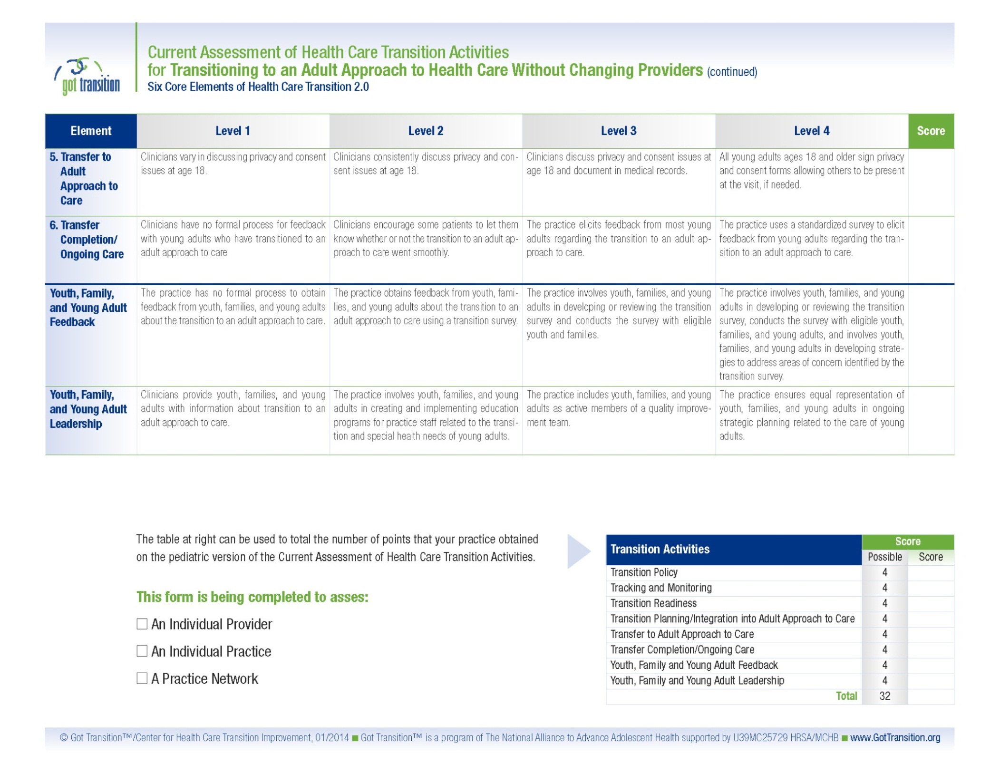 got transition
Current Assessment of Health Care Transition Activities
for Transitioning to an Adult Approach to Health Care Without Changing Providers (continued)
Six Core Elements of Health Care Transition 2.0
Element
Level 1
Level 2
Level 3
Level 4
Score
5. Transfer to
Adult
Approach to
Care
Clinicians vary in discussing privacy and consent
issues at age 18.
Clinicians consistently discuss privacy and con-
sent issues at age 18.
Clinicians discuss privacy and consent issues at
age 18 and document in medical records.
All young adults ages 18 and older sign privacy
and consent forms allowing others to be present
at the visit, if needed.
6. Transfer
Completion/
Ongoing Care
Clinicians have no formal process for feedback
with young adults who have transitioned to an
adult approach to care
Clinicians encourage some patients to let them
know whether or not the transition to an adult ap-
proach to care went smoothly.
The practice elicits feedback from most young
adults regarding the transition to an adult ap-
proach to care.
The practice uses a standardized survey to elicit
feedback from young adults regarding the tran-
sition to an adult approach to care.
Youth, Family,
and Young Adult
Feedback
The practice has no formal process to obtain
feedback from youth, families, and young adults
about the transition to an adult approach to care.
The practice obtains feedback from youth, fami-
lies, and young adults about the transition to an
adult approach to care using a transition survey.
The practice involves youth, families, and young
adults in developing or reviewing the transition
survey and conducts the survey with eligible
youth and families.
The practice involves youth, families, and young
adults in developing or reviewing the transition
survey, conducts the survey with eligible youth,
families, and young adults, and involves youth,
families, and young adults in developing strate-
gies to address areas of concern identified by the
transition survey.
Youth, Family,
and Young Adult
Leadership
Clinicians provide youth, families, and young
adults with information about transition to an
adult approach to care.
The practice involves youth, families, and young
adults in creating and implementing education
programs for practice staff related to the transi-
tion and special health needs of young adults.
The practice includes youth, families, and young
adults as active members of a quality improve-
ment team.
The practice ensures equal representation of
youth, families, and young adults in ongoing
strategic planning related to the care of young
adults.
The table at right can be used to total the number of points that your practice obtained
on the pediatric version of the Current Assessment of Health Care Transition Activities.
This form is being completed to asses:
An Individual Provider
An Individual Practice
A Practice Network
Transition Activities
Score
Possible Score
Transition Policy 4
Tracking and Monitoring 4
Transition Readiness 4
Transition Planning/Integration into Adult Approach to Care 4
Transfer to Adult Approach to Care 4
Transfer Completion/Ongoing Care 4
Youth, Family and Young Adult Feedback 4
Youth, Family and Young Adult Leadership 4
Total 32
© Got Transition™/Center for Health Care Transition Improvement, 01/2014 ■ Got Transition™ is a program of The National Alliance to Advance Adolescent Health supported by U39MC25729 HRSA/MCHB ■ www.GotTransition.org